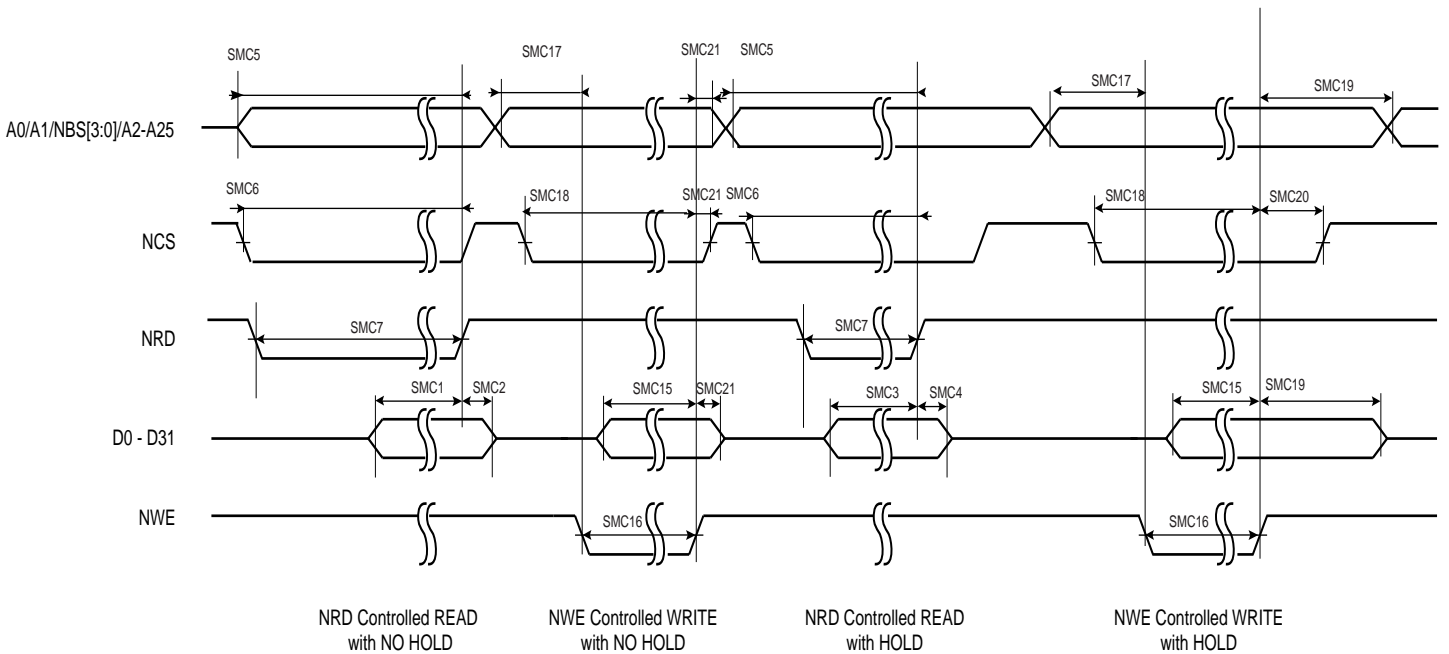 SMC5
SMC17
SMC21
SMC5
SMC17
SMC19
A0/A1/NBS[3:0]/A2-A25
SMC6
SMC18
SMC21
SMC6
SMC18
SMC20
NCS
SMC7
SMC7
NRD
SMC1
SMC2
SMC15
SMC21
SMC3
SMC4
SMC15
SMC19
D0 - D31
NWE
SMC16
SMC16
NRD Controlled READ
with NO HOLD
NWE Controlled WRITE
with NO HOLD
NRD Controlled READ
with HOLD
NWE Controlled WRITE
with HOLD